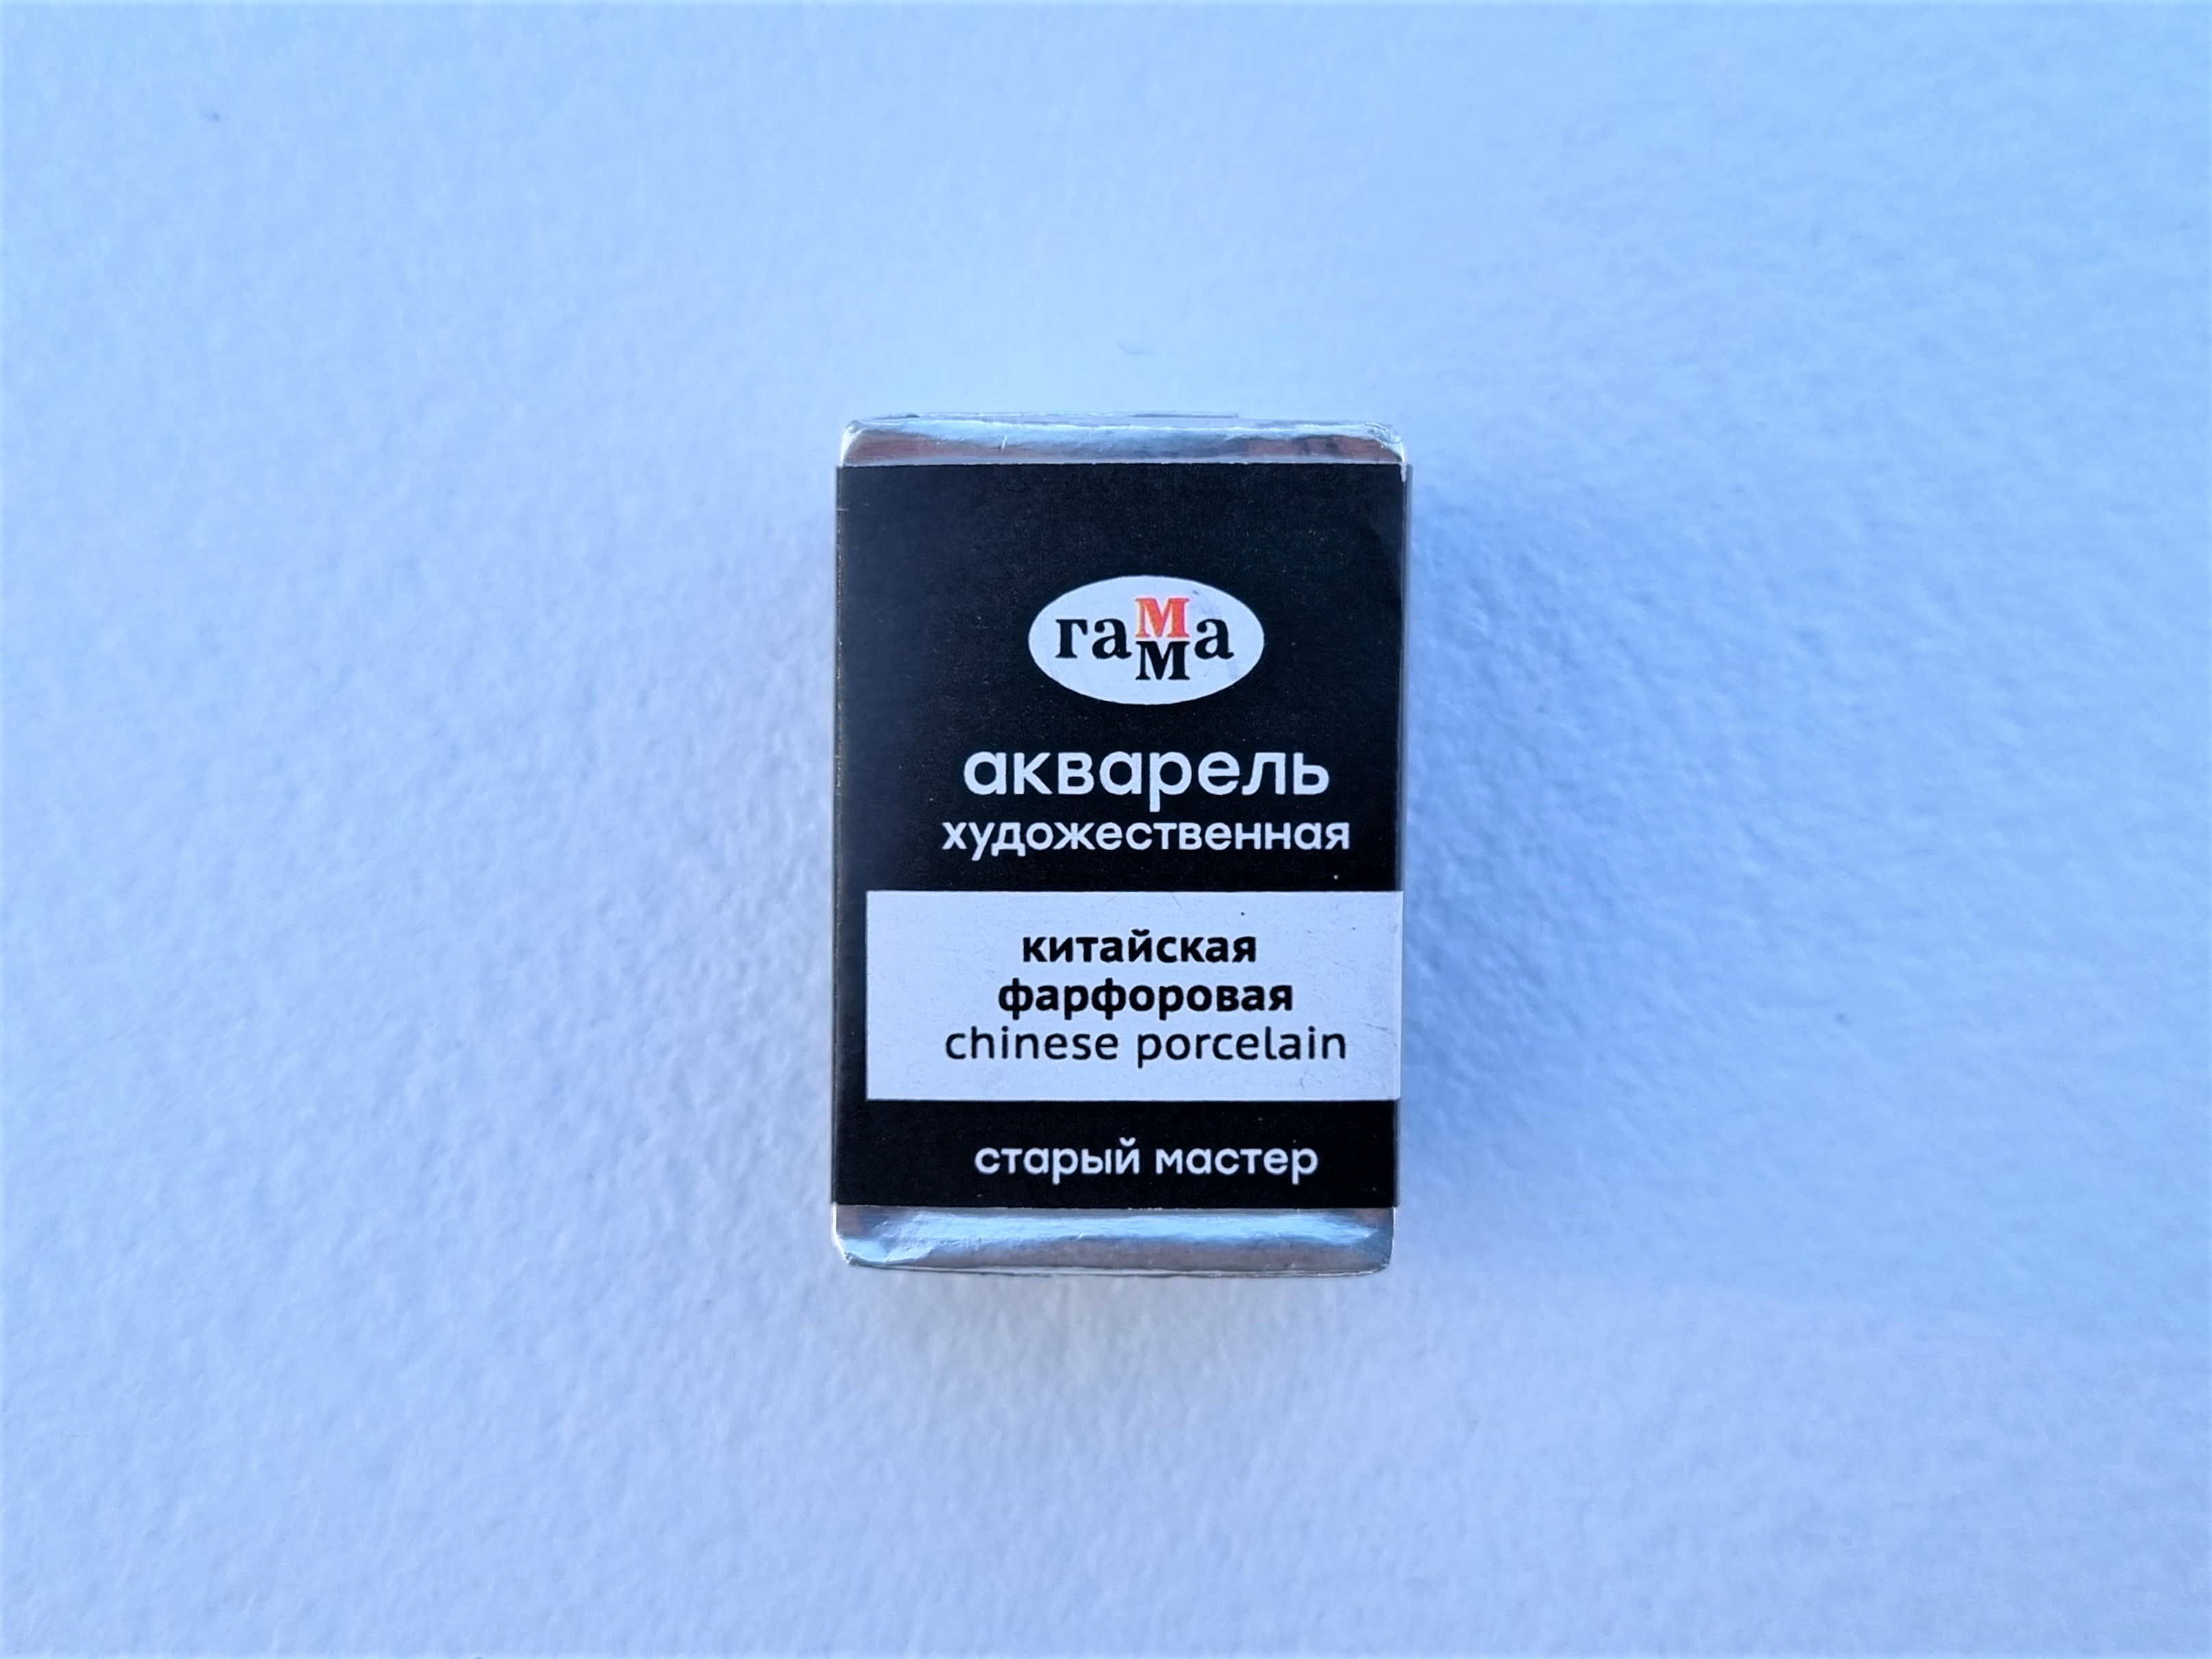 гамма
акварель
художественная
китайская
фарфоровая
chinese porcelain
старый мастер